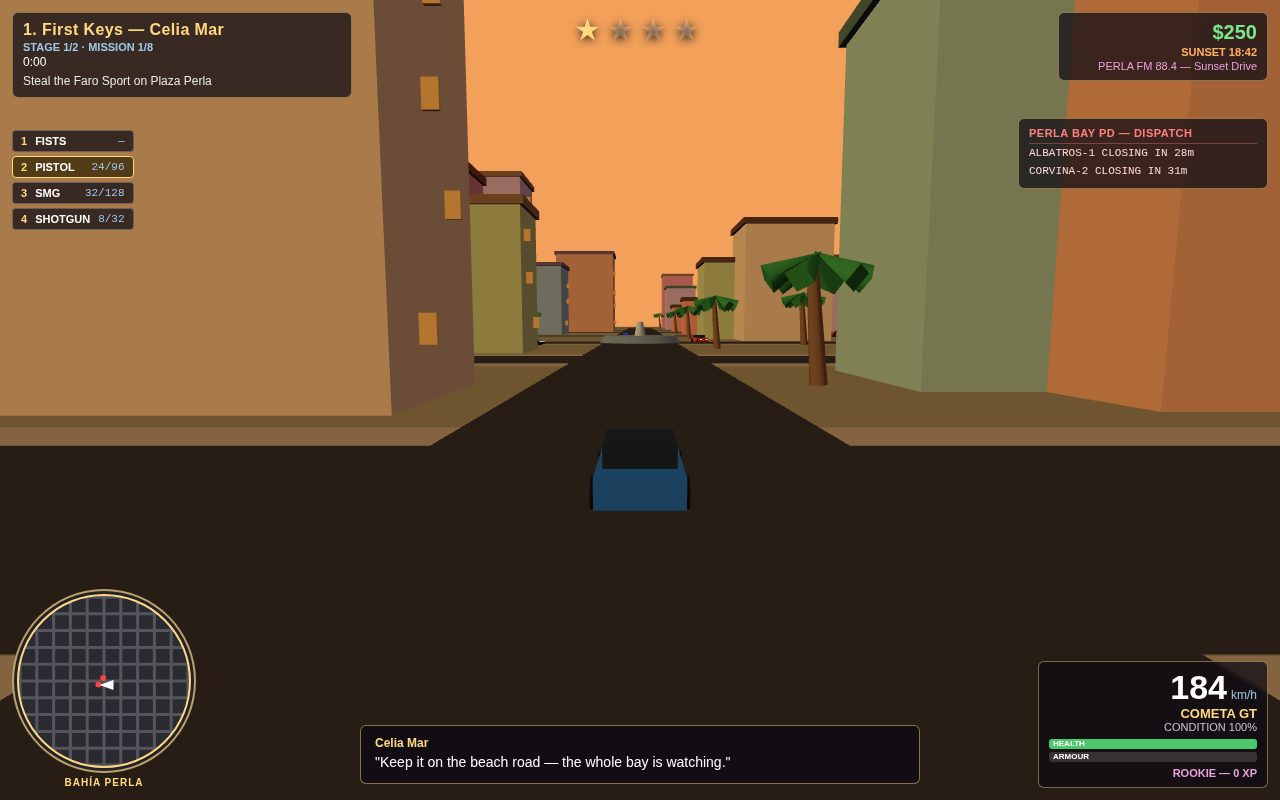 1. First Keys — Celia Mar
STAGE 1/2 · MISSION 1/8
0:00
Steal the Faro Sport on Plaza Perla
1 FISTS —
2 PISTOL 24/96
3 SMG 32/128
4 SHOTGUN 8/32
$250
SUNSET 18:42
PERLA FM 88.4 — Sunset Drive
PERLA BAY PD — DISPATCH
ALBATROS-1 CLOSING IN 28m
CORVINA-2 CLOSING IN 31m
BAHÍA PERLA
Celia Mar
"Keep it on the beach road — the whole bay is watching."
184 km/h
COMETA GT
CONDITION 100%
HEALTH
ARMOUR
ROOKIE — 0 XP